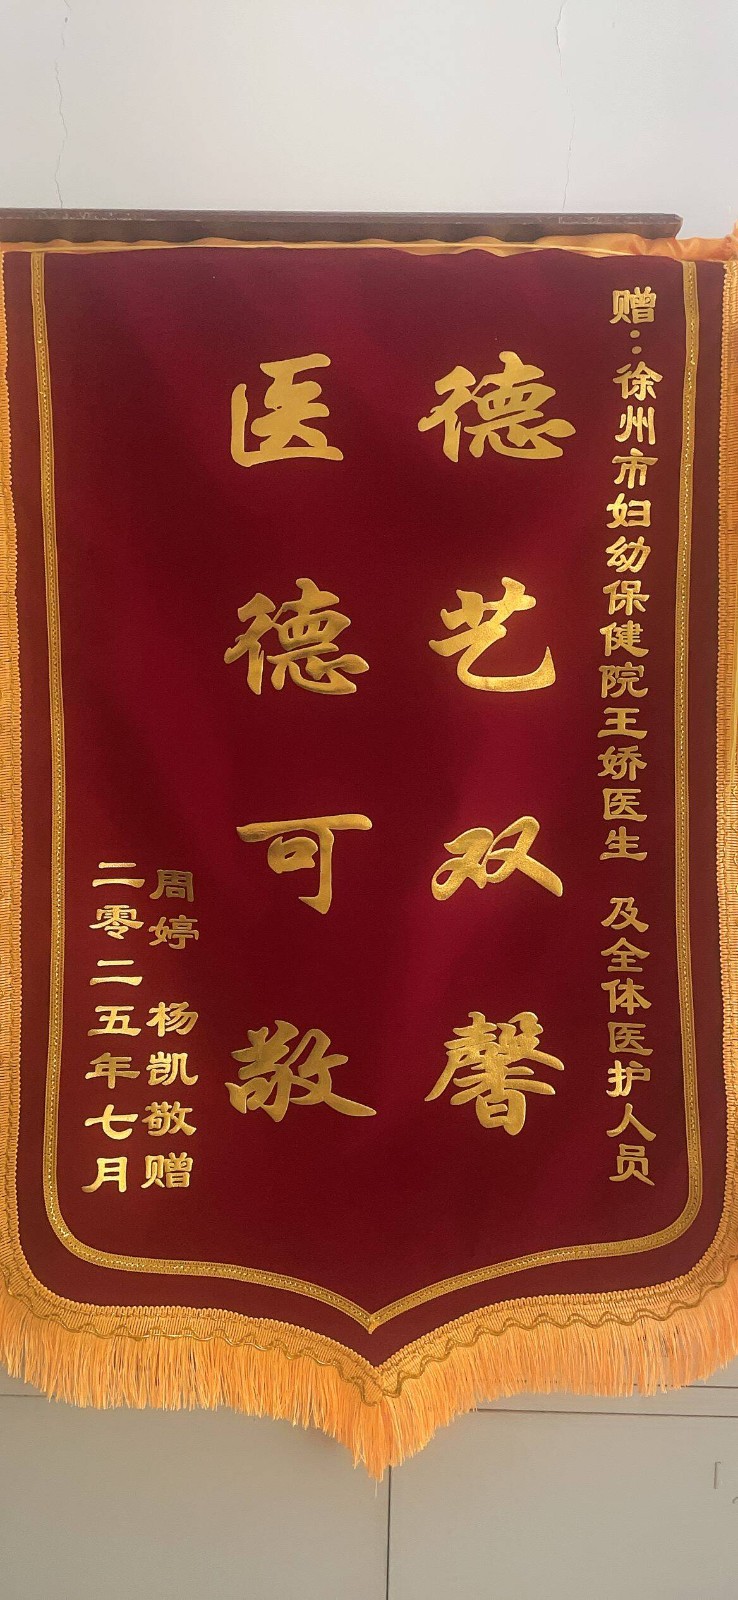 赠：徐州市妇幼保健院王娇医生 及全体医护人员
德艺双馨
医德可敬
周婷 杨凯敬赠
二零二五年七月